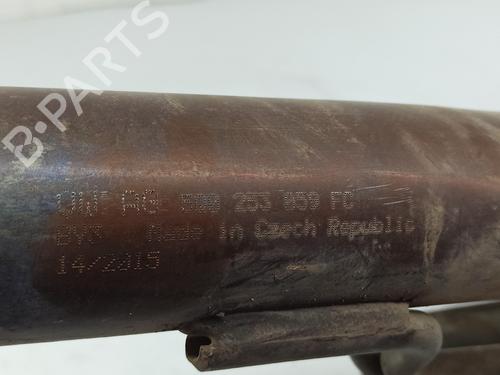 B-PARTS
VW AG 5Q0 253 059 FC
Made in Czech Republic
14/2015